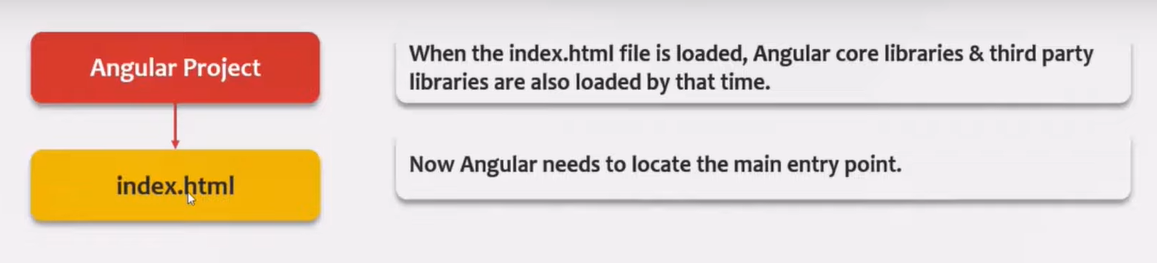 Angular Project
When the index.html file is loaded, Angular core libraries & third party
libraries are also loaded by that time.
index.html
Now Angular needs to locate the main entry point.